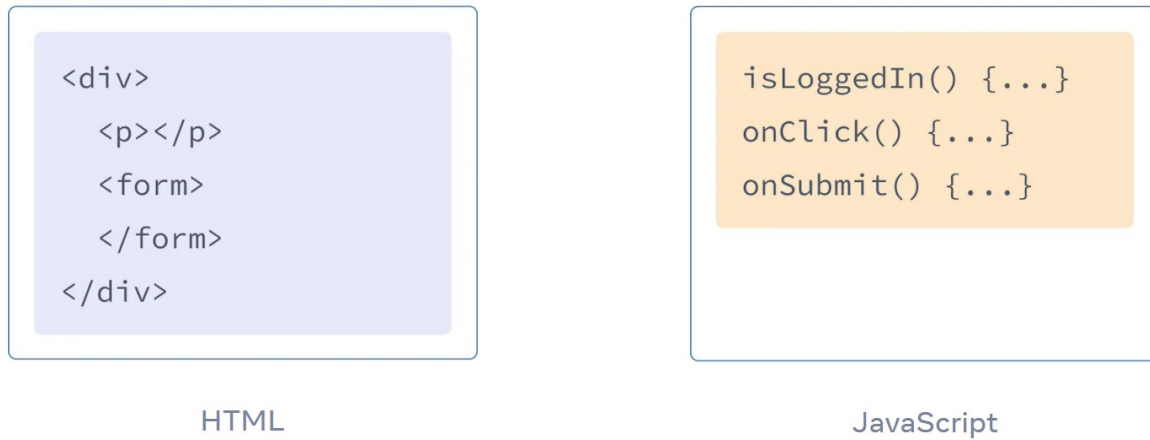 <div>
  <p></p>
  <form>
  </form>
</div>
HTML
isLoggedIn() {...}
onClick() {...}
onSubmit() {...}
JavaScript